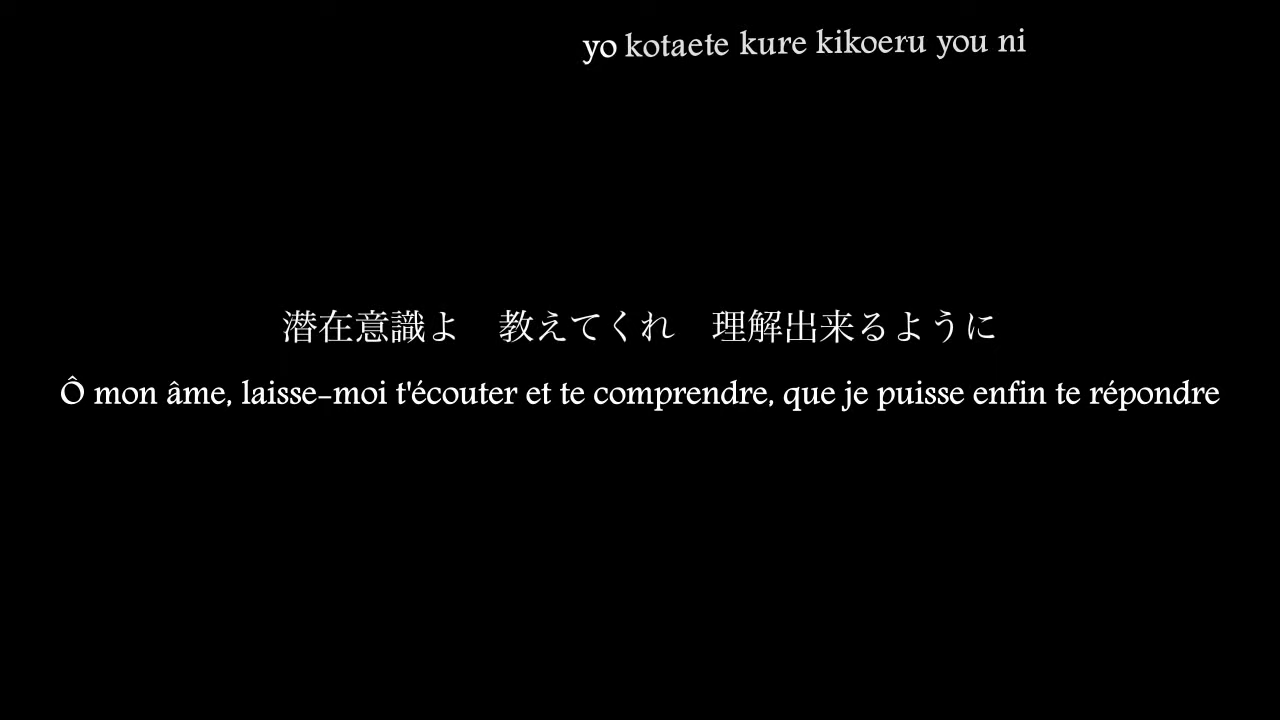 yo kotaete kure kikoeru you ni
潜在意識よ　教えてくれ　理解出来るように
Ô mon âme, laisse-moi t'écouter et te comprendre, que je puisse enfin te répondre